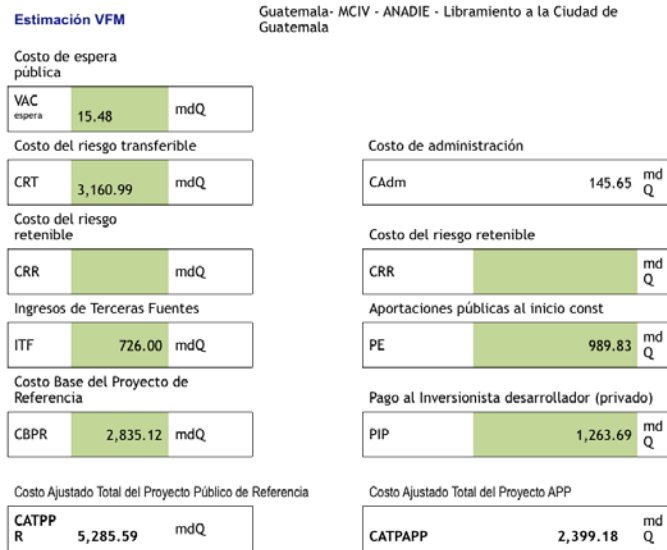 Estimación VFM
Guatemala- MCIV - ANADIE - Libramiento a la Ciudad de
Guatemala
Costo de espera
pública
VAC
espera 15.48 mdQ
Costo del riesgo transferible
CRT 3,160.99 mdQ
Costo de administración
CAdm 145.65 md
Q
Costo del riesgo
retenible
CRR mdQ
Costo del riesgo retenible
CRR md
Q
Ingresos de Terceras Fuentes
ITF 726.00 mdQ
Aportaciones públicas al inicio const
PE 989.83 md
Q
Costo Base del Proyecto de
Referencia
CBPR 2,835.12 mdQ
Pago al Inversionista desarrollador (privado)
PIP 1,263.69 md
Q
Costo Ajustado Total del Proyecto Público de Referencia
CATPP
R 5,285.59 mdQ
Costo Ajustado Total del Proyecto APP
CATPAPP 2,399.18 md
Q